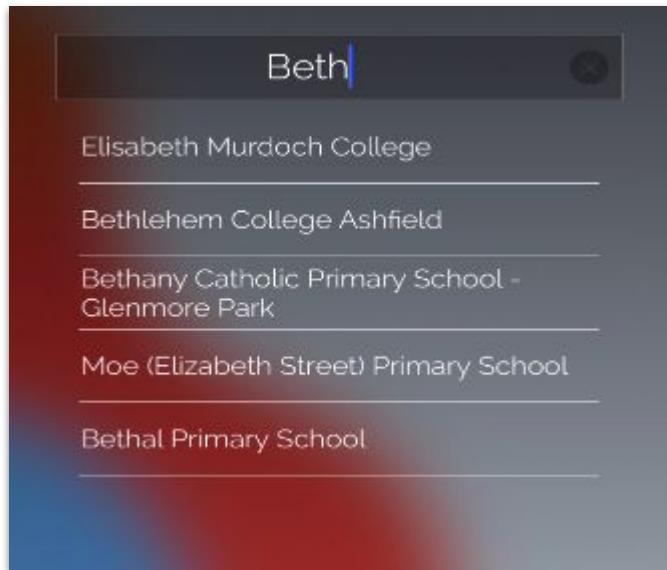 Beth
Elisabeth Murdoch College
Bethlehem College Ashfield
Bethany Catholic Primary School -
Glenmore Park
Moe (Elizabeth Street) Primary School
Bethal Primary School